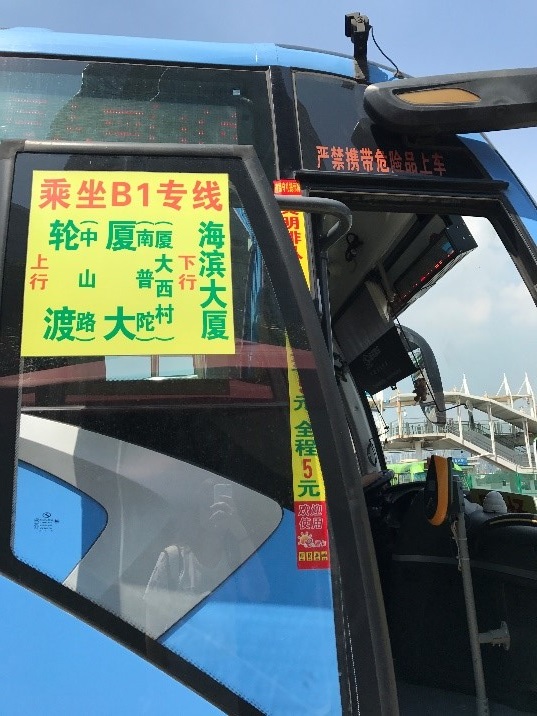 严禁携带危险品上车
乘坐B1专线
上行
轮渡(中山路)
厦大(南普陀)(厦大西村)
下行
海滨大厦
元 全程5元
欢迎使用